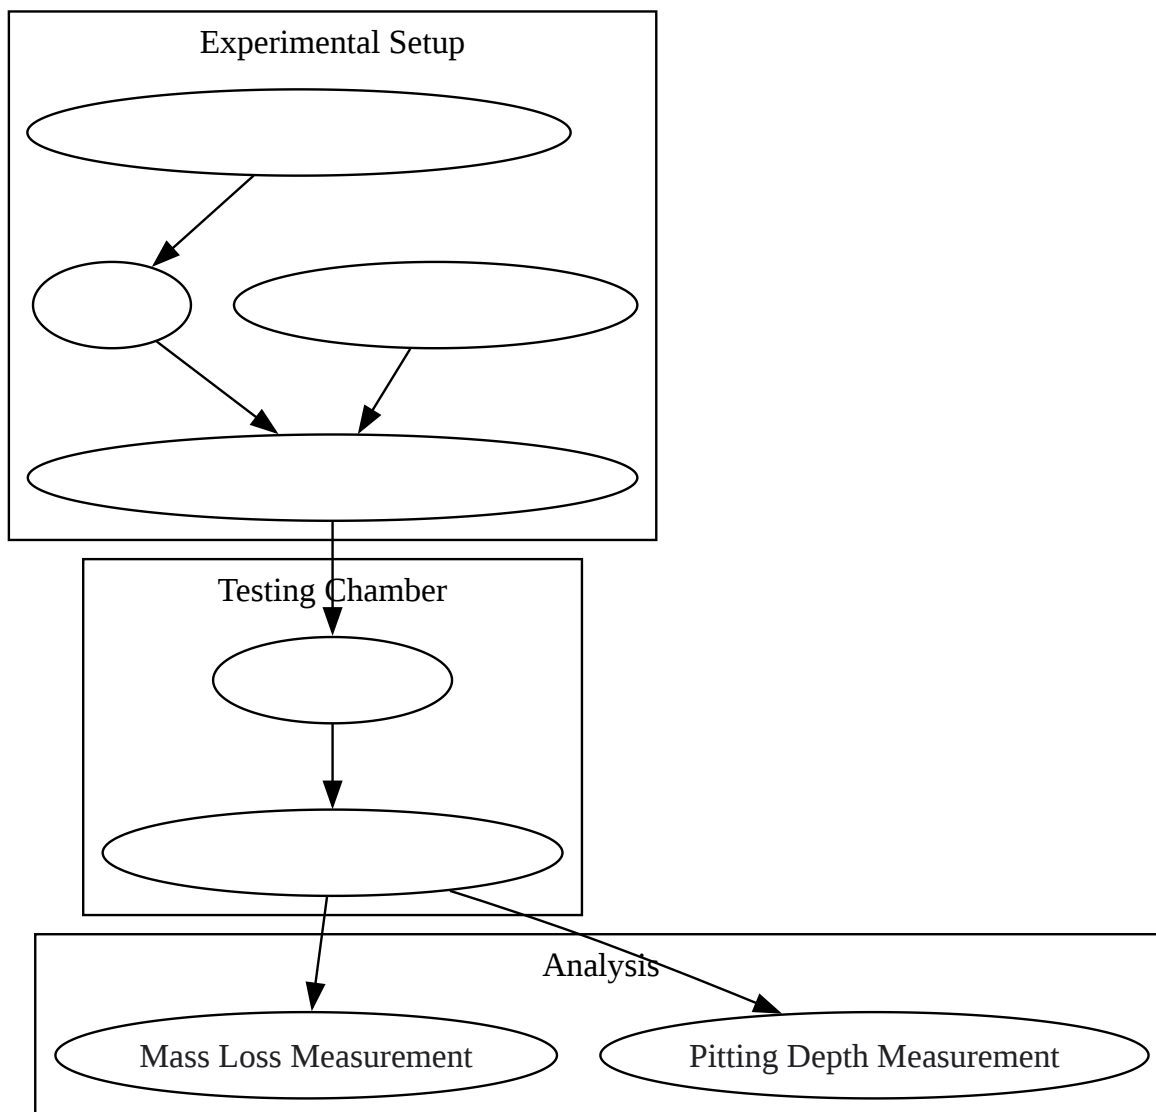 Experimental Setup
Testing Chamber
Analysis
Mass Loss Measurement
Pitting Depth Measurement